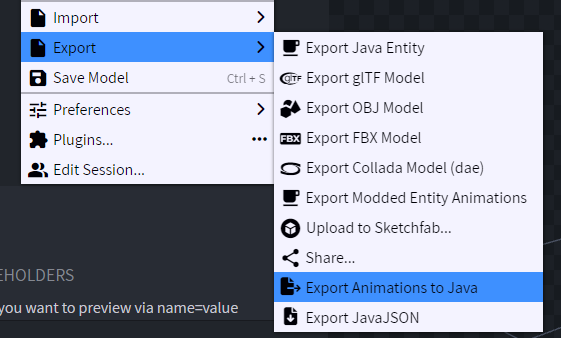 Import
Export
Save Model Ctrl + S
Preferences
Plugins...
Edit Session...
Export Java Entity
Export glTF Model
Export OBJ Model
FBX Export FBX Model
Export Collada Model (dae)
Export Modded Entity Animations
Upload to Sketchfab...
Share...
Export Animations to Java
Export JavaJSON
EHOLDERS
you want to preview via name=value